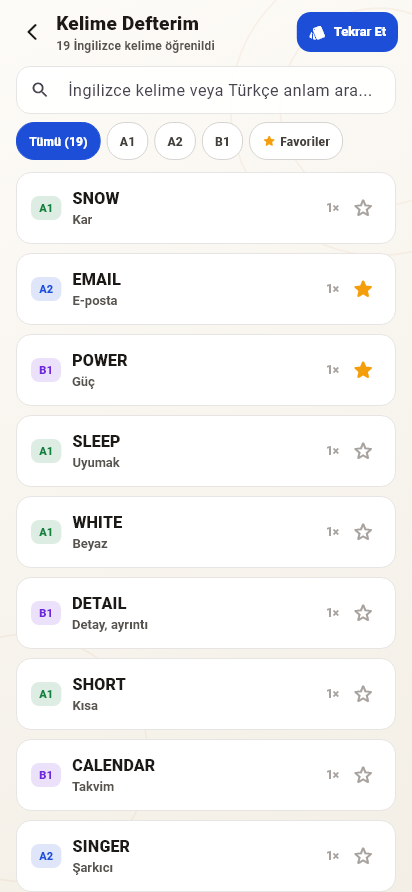 Kelime Defterim
19 İngilizce kelime öğrenildi
Tekrar Et
İngilizce kelime veya Türkçe anlam ara...
Tümü (19)
A1
A2
B1
Favoriler
A1
SNOW
Kar
1×
A2
EMAIL
E-posta
1×
B1
POWER
Güç
1×
A1
SLEEP
Uyumak
1×
A1
WHITE
Beyaz
1×
B1
DETAIL
Detay, ayrıntı
1×
A1
SHORT
Kısa
1×
B1
CALENDAR
Takvim
1×
A2
SINGER
Şarkıcı
1×